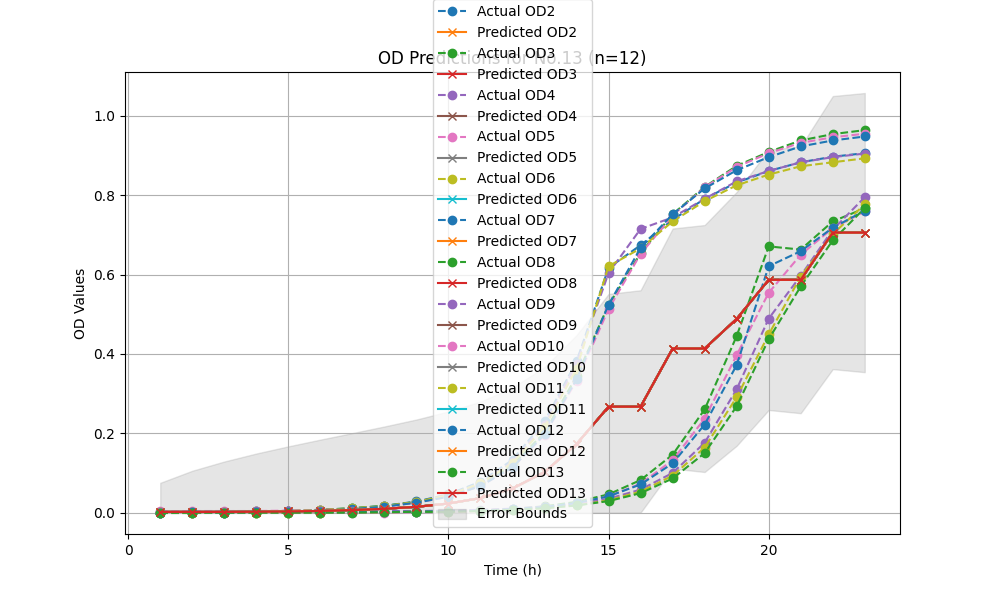 OD Predictions for No.13 (n=12)
Actual OD2
Predicted OD2
Actual OD3
Predicted OD3
Actual OD4
Predicted OD4
Actual OD5
Predicted OD5
Actual OD6
Predicted OD6
Actual OD7
Predicted OD7
Actual OD8
Predicted OD8
Actual OD9
Predicted OD9
Actual OD10
Predicted OD10
Actual OD11
Predicted OD11
Actual OD12
Predicted OD12
Actual OD13
Predicted OD13
Error Bounds
OD Values
1.0
0.8
0.6
0.4
0.2
0.0
0
5
10
15
20
Time (h)